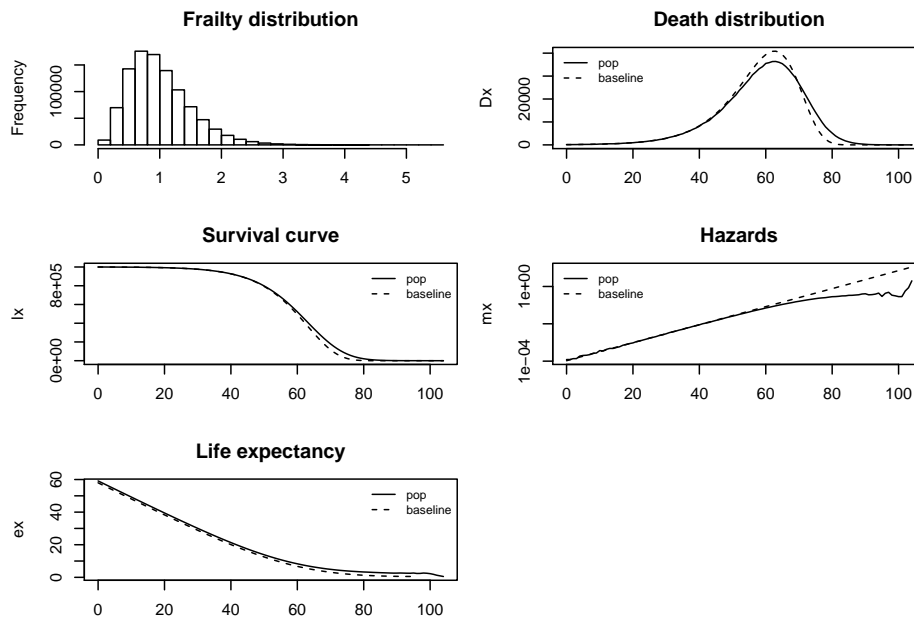 Frailty distribution
Frequency
0
100000
0 1 2 3 4 5
Death distribution
Dx
0
20000
pop
baseline
0 20 40 60 80 100
Survival curve
lx
0e+00
8e+05
pop
baseline
0 20 40 60 80 100
Hazards
mx
1e−04
1e+00
pop
baseline
0 20 40 60 80 100
Life expectancy
ex
0
20
40
60
pop
baseline
0 20 40 60 80 100